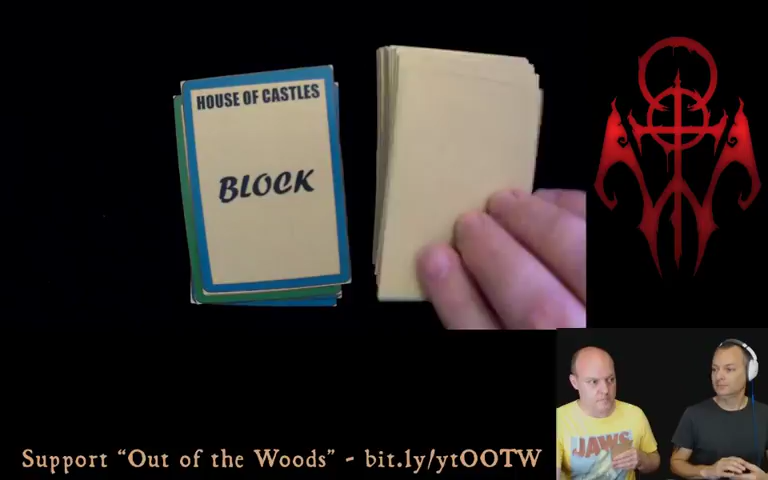 HOUSE OF CASTLES
BLOCK
JAWS
Support "Out of the Woods" - bit.ly/ytOOTW